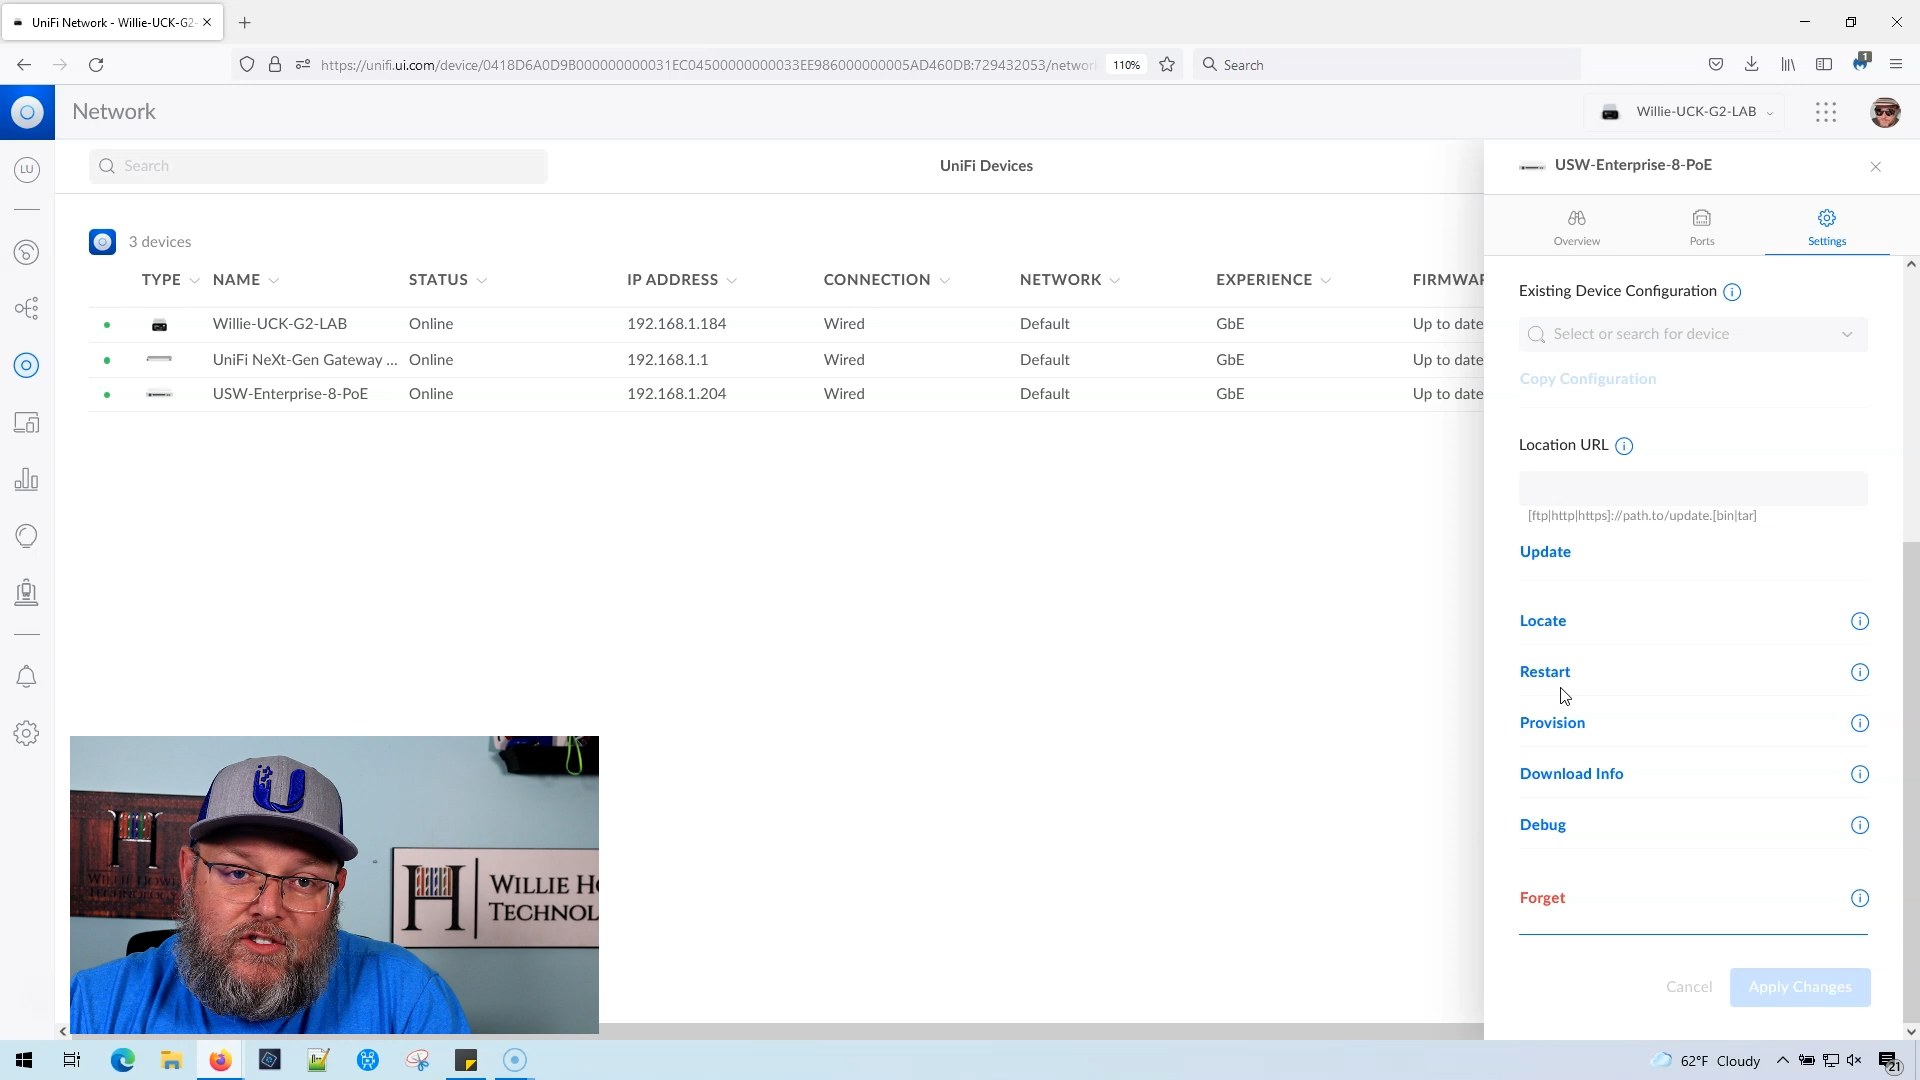 UniFi Network - Willie-UCK-G2-
https://unifi.ui.com/device/0418D6A0D9B000000000031EC04500000000033EE986000000005AD460DB:729432053/networ
110%
Search
1
Network
Willie-UCK-G2-LAB
LU
Search
UniFi Devices
USW-Enterprise-8-PoE
Overview
Ports
Settings
3 devices
TYPE NAME STATUS IP ADDRESS CONNECTION NETWORK EXPERIENCE FIRMWAR
Willie-UCK-G2-LAB Online 192.168.1.184 Wired Default GbE Up to date
UniFi NeXt-Gen Gateway ... Online 192.168.1.1 Wired Default GbE Up to date
USW-Enterprise-8-PoE Online 192.168.1.204 Wired Default GbE Up to date
Existing Device Configuration
Select or search for device
Copy Configuration
Location URL
[ftp|http|https]://path.to/update.[bin|tar]
Update
Locate
Restart
Provision
Download Info
Debug
Forget
Cancel
Apply Changes
WILLIE HOW
TECHNOLOGY
WILLIE H
TECHNOL
62°F Cloudy
21